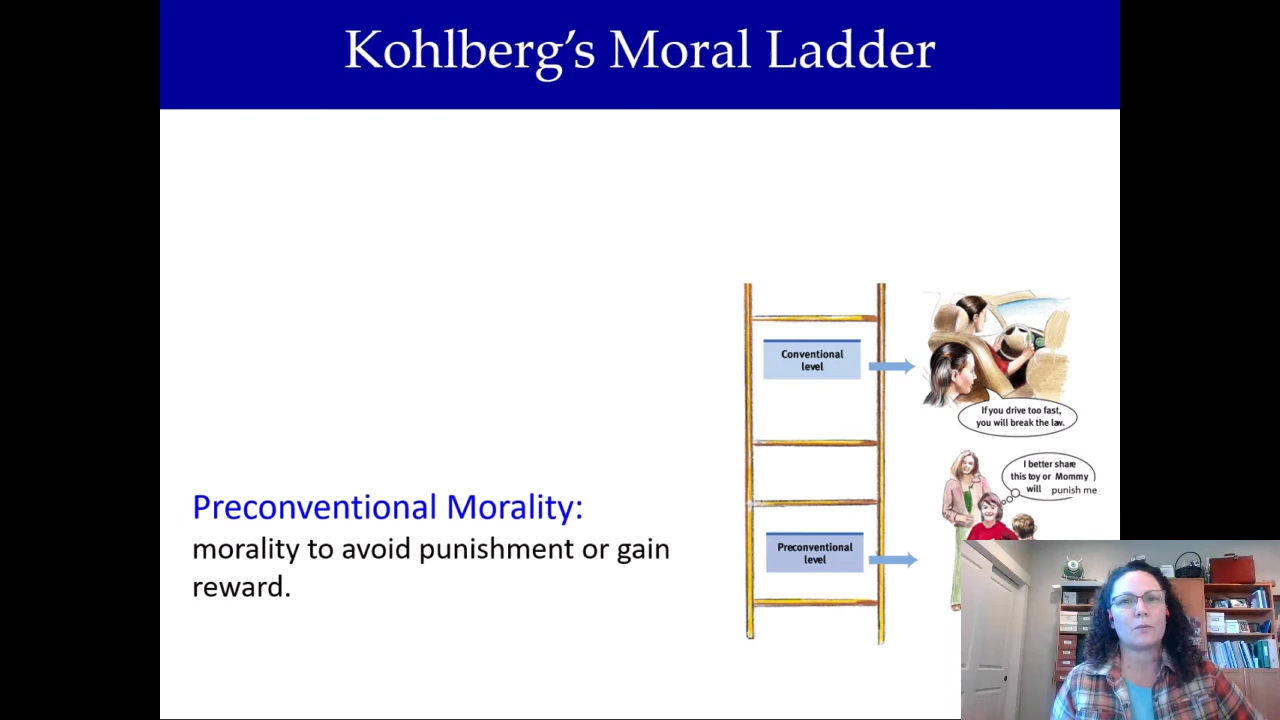 Kohlberg’s Moral Ladder
Conventional
level
If you drive too fast,
you will break the law.
I better share
this toy or Mommy
will punish me
Preconventional Morality:
morality to avoid punishment or gain
reward.
Preconventional
level